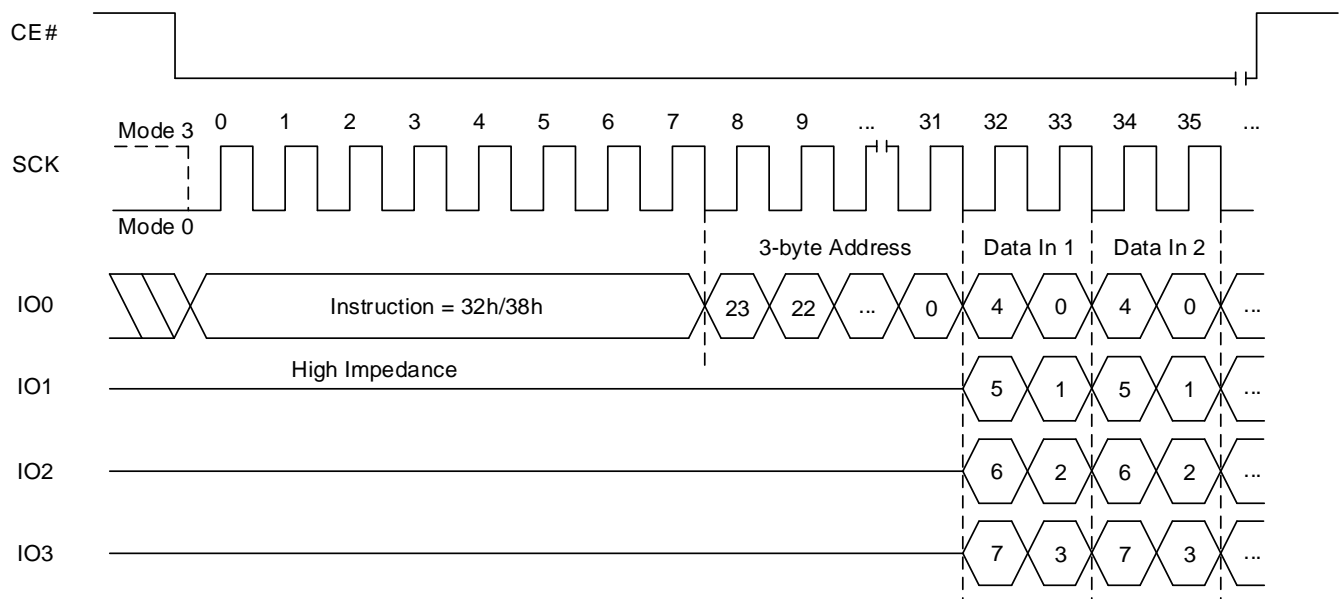 CE#
Mode 3 0 1 2 3 4 5 6 7 8 9 ... 31 32 33 34 35 ...
SCK
Mode 0
3-byte Address Data In 1 Data In 2
IO0 Instruction = 32h/38h 23 22 ... 0 4 0 4 0 ...
High Impedance
IO1 5 1 5 1 ...
IO2 6 2 6 2 ...
IO3 7 3 7 3 ...